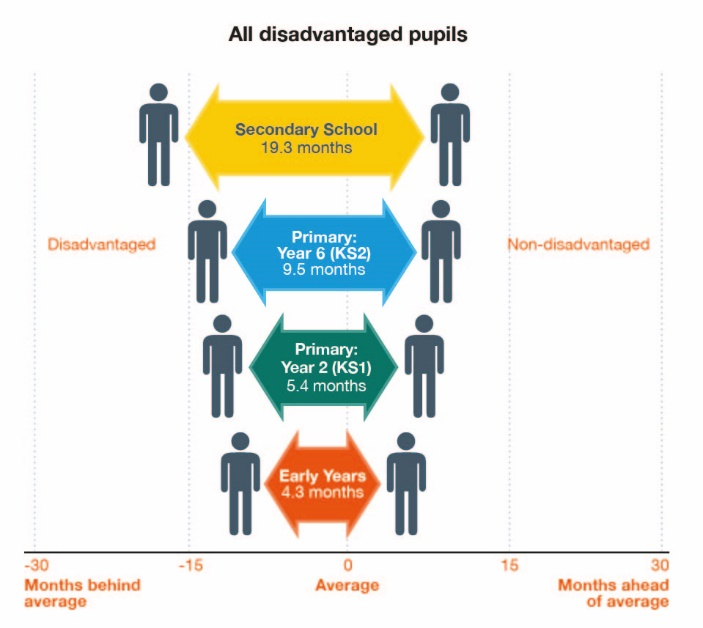 All disadvantaged pupils
Secondary School
19.3 months
Disadvantaged
Primary:
Year 6 (KS2)
9.5 months
Non-disadvantaged
Primary:
Year 2 (KS1)
5.4 months
Early Years
4.3 months
-30
-15
0
15
30
Months behind
average
Average
Months ahead
of average